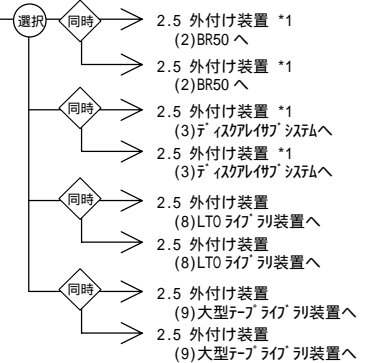 選択
同時
2.5 外付け装置 *1
(2)BR50 へ
2.5 外付け装置 *1
(2)BR50 へ
同時
2.5 外付け装置 *1
(3)ﾃﾞｨｽｸｱﾚｲｻﾌﾞｼｽﾃﾑへ
2.5 外付け装置 *1
(3)ﾃﾞｨｽｸｱﾚｲｻﾌﾞｼｽﾃﾑへ
同時
2.5 外付け装置
(8)LTO ﾗｲﾌﾞﾗﾘ装置へ
2.5 外付け装置
(8)LTO ﾗｲﾌﾞﾗﾘ装置へ
同時
2.5 外付け装置
(9)大型ﾃｰﾌﾟﾗｲﾌﾞﾗﾘ装置へ
2.5 外付け装置
(9)大型ﾃｰﾌﾟﾗｲﾌﾞﾗﾘ装置へ